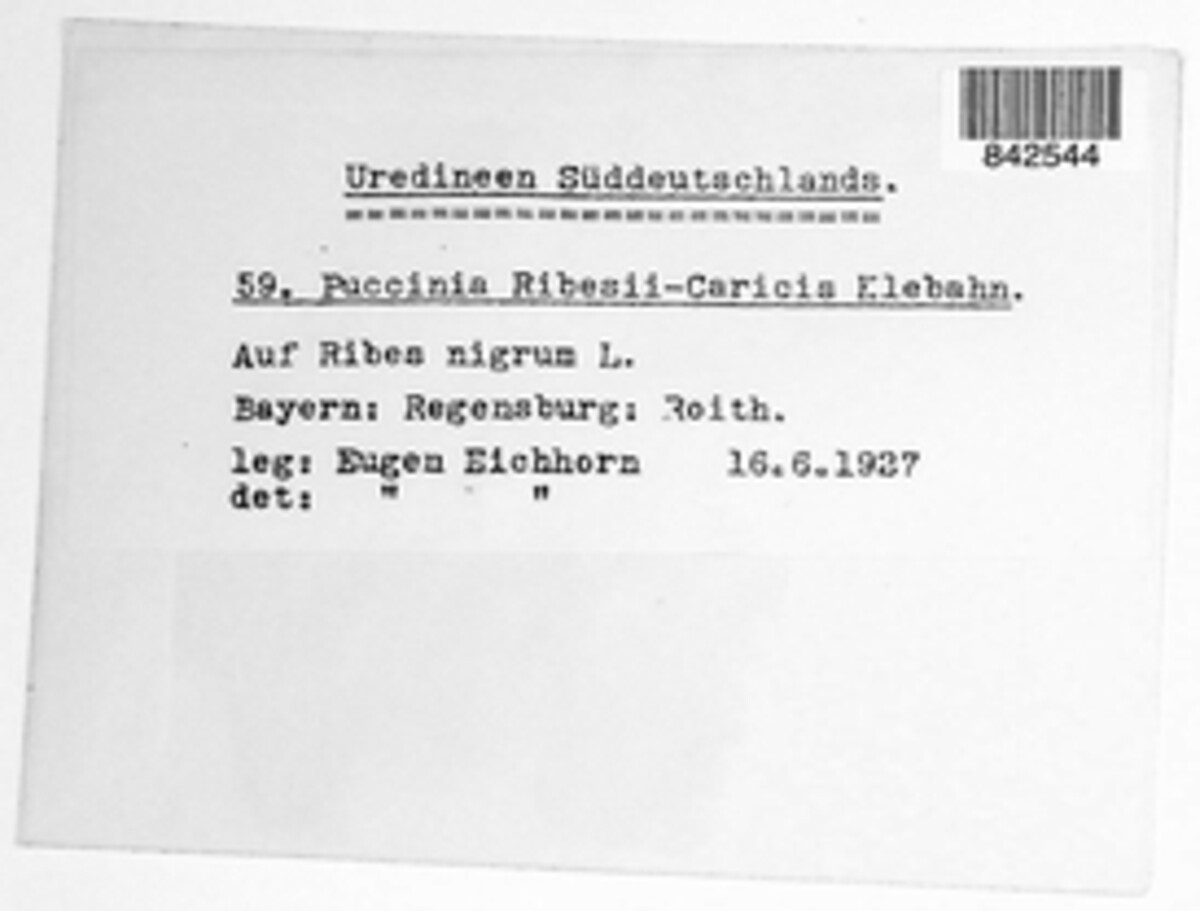 842544
Uredineen Süddeutschlands.
59. Puccinia Ribesii-Caricis Klebahn.
Auf Ribes nigrum L.
Bayern: Regensburg: Roith.
leg: Eugen Eichhorn 16.6.1937
det: " "